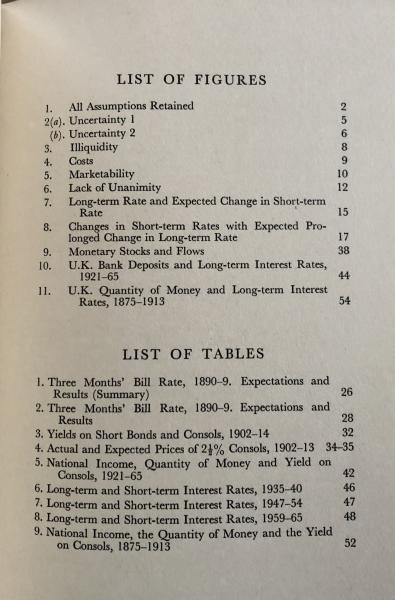 LIST OF FIGURES
1. All Assumptions Retained 2
2(a). Uncertainty 1 5
(b). Uncertainty 2 6
3. Illiquidity 8
4. Costs 9
5. Marketability 10
6. Lack of Unanimity 12
7. Long-term Rate and Expected Change in Short-term
Rate 15
8. Changes in Short-term Rates with Expected Pro-
longed Change in Long-term Rate 17
9. Monetary Stocks and Flows 38
10. U.K. Bank Deposits and Long-term Interest Rates,
1921–65 44
11. U.K. Quantity of Money and Long-term Interest
Rates, 1875–1913 54
LIST OF TABLES
1. Three Months' Bill Rate, 1890–9. Expectations and
Results (Summary) 26
2. Three Months' Bill Rate, 1890–9. Expectations and
Results 28
3. Yields on Short Bonds and Consols, 1902–14 32
4. Actual and Expected Prices of 2½% Consols, 1902–13 34–35
5. National Income, Quantity of Money and Yield on
Consols, 1921–65 42
6. Long-term and Short-term Interest Rates, 1935–40 46
7. Long-term and Short-term Interest Rates, 1947–54 47
8. Long-term and Short-term Interest Rates, 1959–65 48
9. National Income, the Quantity of Money and the Yield
on Consols, 1875–1913 52